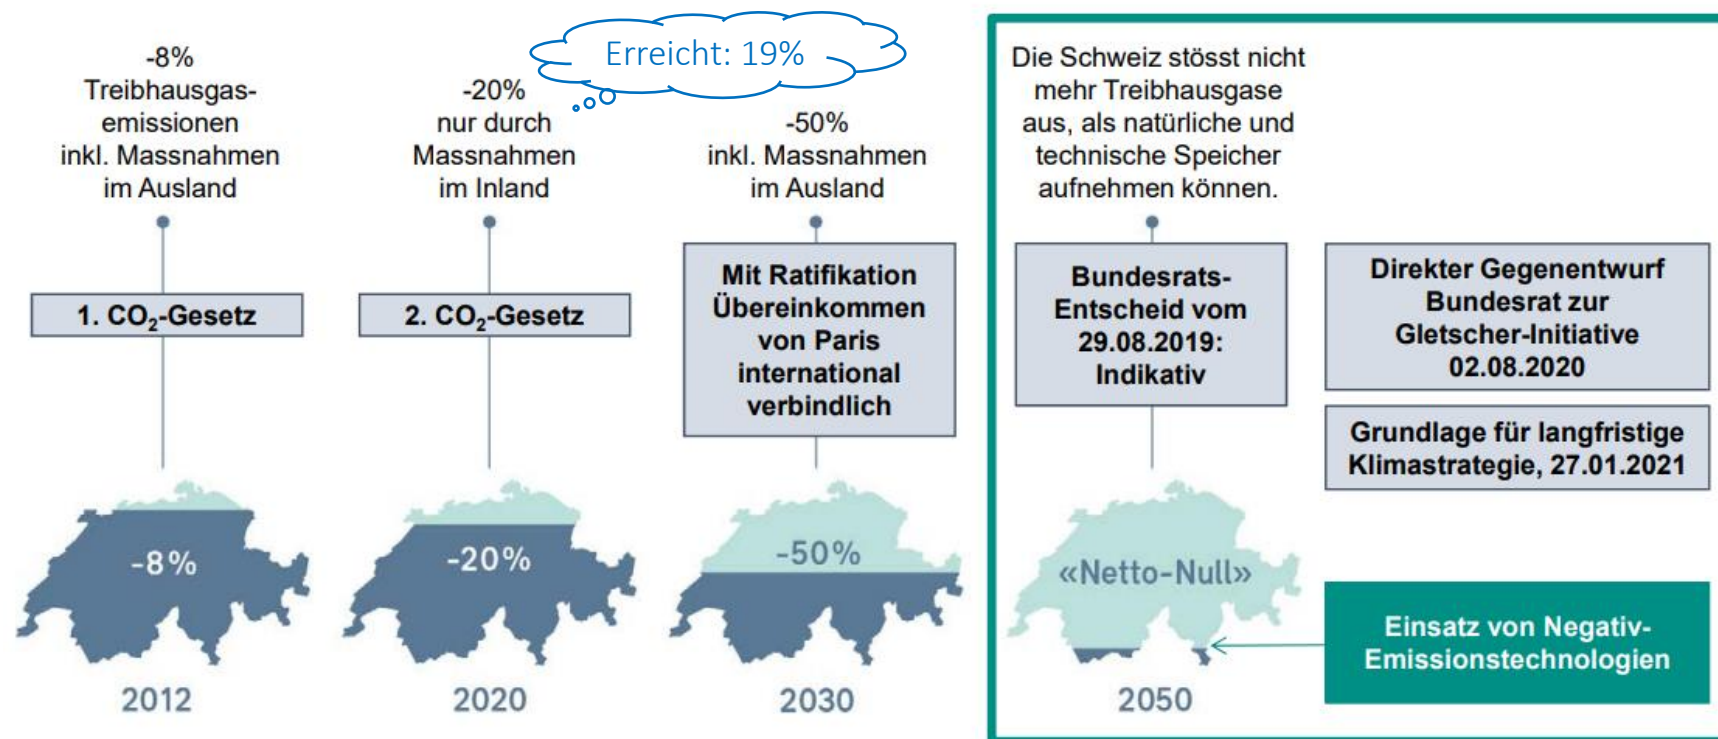 -8%
Treibhausgas-
emissionen
inkl. Massnahmen
im Ausland
1. CO₂-Gesetz
-8%
2012
Erreicht: 19%
-20%
nur durch
Massnahmen
im Inland
2. CO₂-Gesetz
-20%
2020
-50%
inkl. Massnahmen
im Ausland
Mit Ratifikation
Übereinkommen
von Paris
international
verbindlich
-50%
2030
Die Schweiz stösst nicht
mehr Treibhausgase
aus, als natürliche und
technische Speicher
aufnehmen können.
Bundesrats-
Entscheid vom
29.08.2019:
Indikativ
«Netto-Null»
2050
Direkter Gegenentwurf
Bundesrat zur
Gletscher-Initiative
02.08.2020
Grundlage für langfristige
Klimastrategie, 27.01.2021
Einsatz von Negativ-
Emissionstechnologien